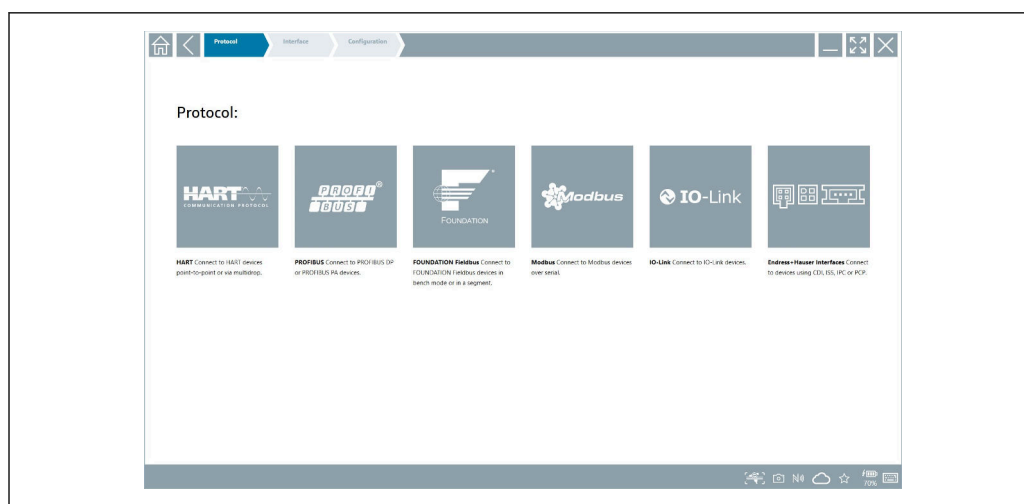 Protocol
Interface
Configuration
Protocol:
HART
COMMUNICATION PROTOCOL
PROFI®
BUS
FOUNDATION
Modbus
IO-Link
HART Connect to HART devices
point-to-point or via multidrop.
PROFIBUS Connect to PROFIBUS DP
or PROFIBUS PA devices.
FOUNDATION Fieldbus Connect to
FOUNDATION Fieldbus devices in
bench mode or in a segment.
Modbus Connect to Modbus devices
over serial.
IO-Link Connect to IO-Link devices.
Endress+Hauser Interfaces Connect
to devices using CDI, ISS, IPC or PCP.
70%